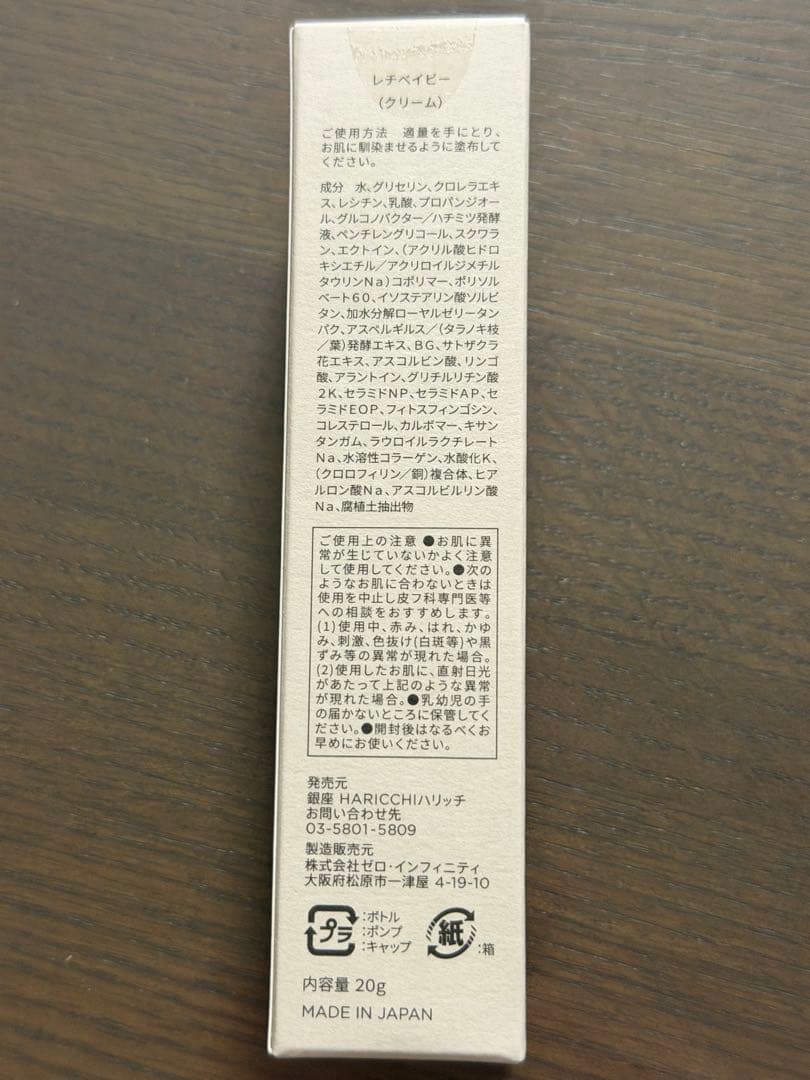 レチベイビー
(クリーム)
ご使用方法　適量を手にとり、
お肌に馴染ませるように塗布して
ください。
成分　水、グリセリン、クロレラエキ
ス、レシチン、乳酸、プロパンジオー
ル、グルコノバクター/ハチミツ発酵
液、ペンチレングリコール、スクワラ
ン、エクトイン、(アクリル酸ヒドロ
キシエチル/アクリロイルジメチル
タウリンNa)コポリマー、ポリソル
ベート60、イソステアリン酸ソルビ
タン、加水分解ローヤルゼリータン
パク、アスペルギルス/(タラノキ枝
/葉)発酵エキス、BG、サトザクラ
花エキス、アスコルビン酸、リンゴ
酸、アラントイン、グリチルリチン酸
2K、セラミドNP、セラミドAP、セ
ラミドEOP、フィトスフィンゴシン、
コレステロール、カルボマー、キサン
タンガム、ラウロイルラクチレート
Na、水溶性コラーゲン、水酸化K、
(クロロフィリン/銅)複合体、ヒア
ルロン酸Na、アスコルビルリン酸
Na、腐植土抽出物
ご使用上の注意 ●お肌に異
常が生じていないかよく注意
して使用してください。●次の
ようなお肌に合わないときは
使用を中止し皮フ科専門医等
への相談をおすすめします。
(1)使用中、赤み、はれ、かゆ
み、刺激、色抜け(白斑等)や黒
ずみ等の異常が現れた場合。
(2)使用したお肌に、直射日光
があたって上記のような異常
が現れた場合。●乳幼児の手
の届かないところに保管してく
ださい。●開封後はなるべくお
早めにお使いください。
発売元
銀座 HARICCHIハリッチ
お問い合わせ先
03-5801-5809
製造販売元
株式会社ゼロ・インフィニティ
大阪府松原市一津屋 4-19-10
プラ :ボトル
:ポンプ
:キャップ
紙 :箱
内容量 20g
MADE IN JAPAN